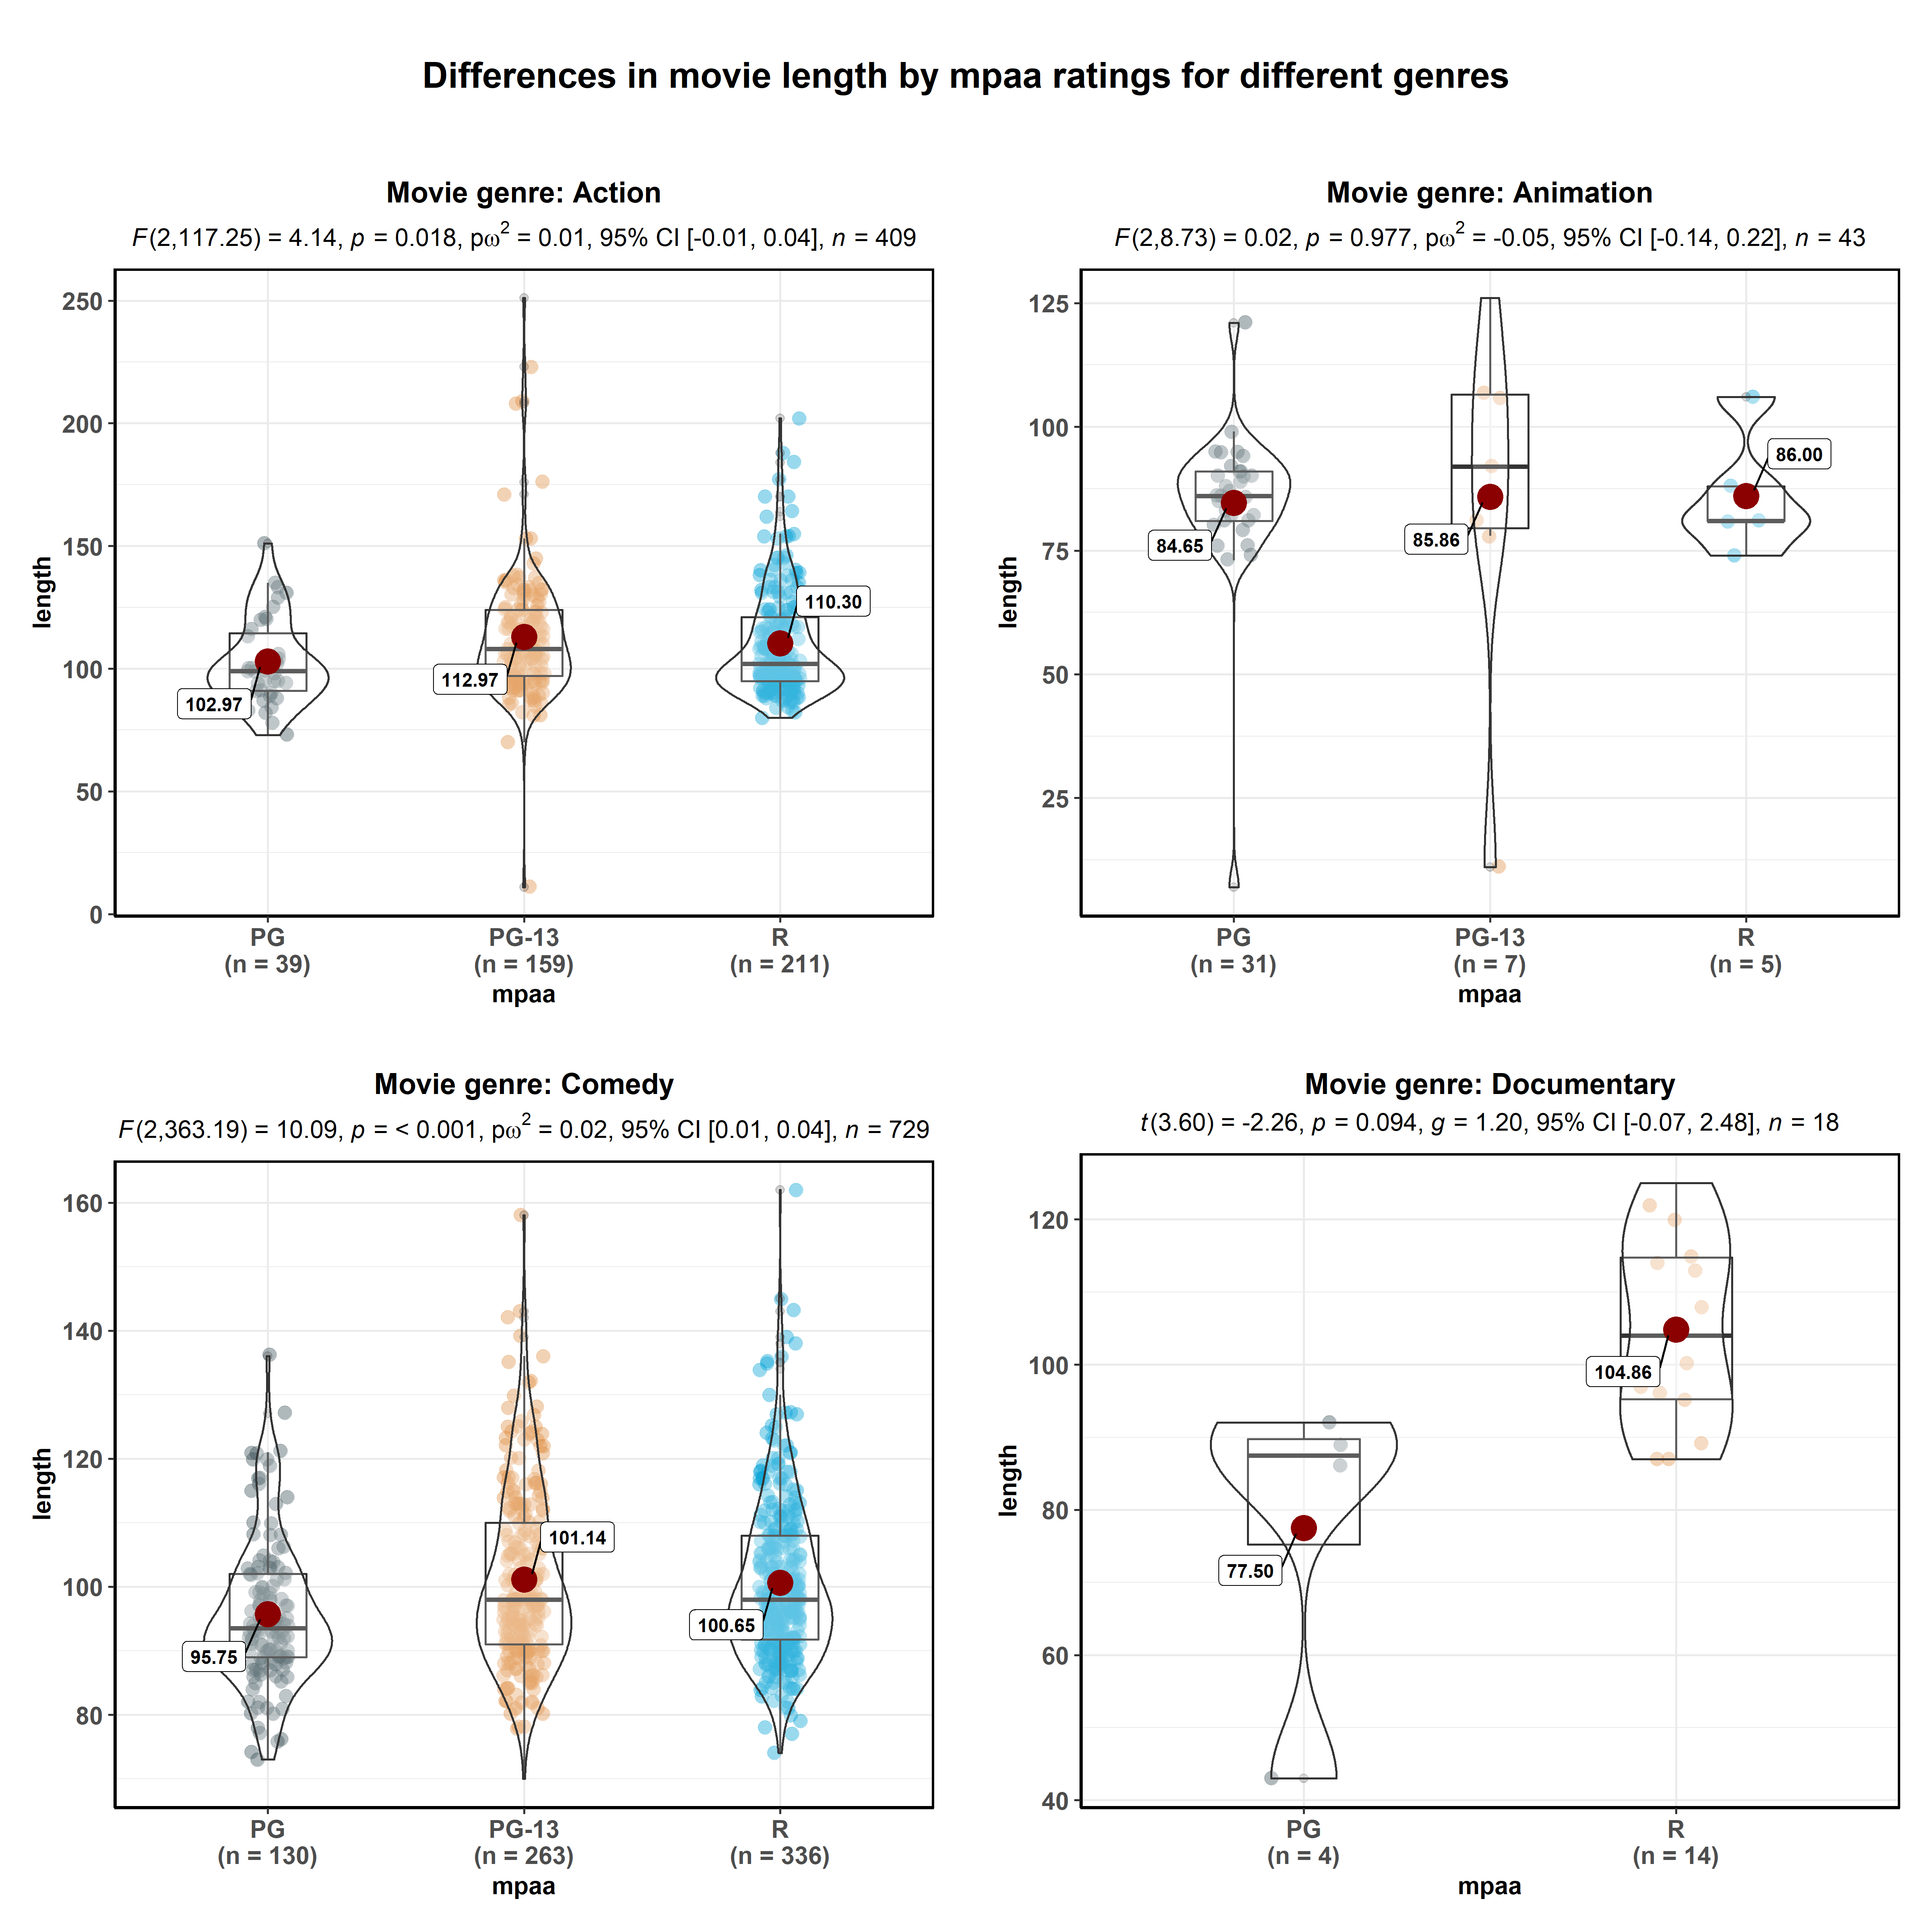 Differences in movie length by mpaa ratings for different genres
Movie genre: Action
F(2,117.25) = 4.14, p = 0.018, pω² = 0.01, 95% CI [-0.01, 0.04], n = 409
length
250
200
150
100
50
0
102.97
112.97
110.30
PG
(n = 39)
PG-13
(n = 159)
R
(n = 211)
mpaa
Movie genre: Animation
F(2,8.73) = 0.02, p = 0.977, pω² = -0.05, 95% CI [-0.14, 0.22], n = 43
length
125
100
75
50
25
84.65
85.86
86.00
PG
(n = 31)
PG-13
(n = 7)
R
(n = 5)
mpaa
Movie genre: Comedy
F(2,363.19) = 10.09, p = < 0.001, pω² = 0.02, 95% CI [0.01, 0.04], n = 729
length
160
140
120
100
80
95.75
101.14
100.65
PG
(n = 130)
PG-13
(n = 263)
R
(n = 336)
mpaa
Movie genre: Documentary
t(3.60) = -2.26, p = 0.094, g = 1.20, 95% CI [-0.07, 2.48], n = 18
length
120
100
80
60
40
77.50
104.86
PG
(n = 4)
R
(n = 14)
mpaa